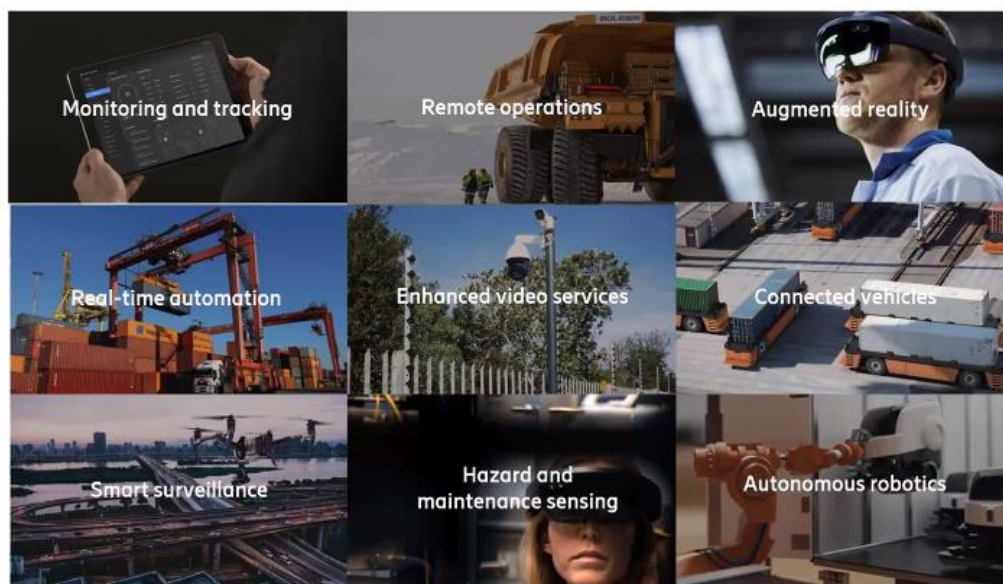 Monitoring and tracking
Remote operations
Augmented reality
Real-time automation
Enhanced video services
Connected vehicles
Smart surveillance
Hazard and
maintenance sensing
Autonomous robotics